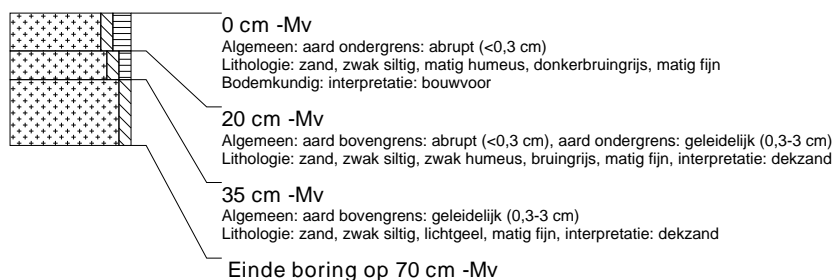 0 cm -Mv
Algemeen: aard ondergrens: abrupt (<0,3 cm)
Lithologie: zand, zwak siltig, matig humeus, donkerbruingrijs, matig fijn
Bodemkundig: interpretatie: bouwvoor
20 cm -Mv
Algemeen: aard bovengrens: abrupt (<0,3 cm), aard ondergrens: geleidelijk (0,3-3 cm)
Lithologie: zand, zwak siltig, zwak humeus, bruingrijs, matig fijn, interpretatie: dekzand
35 cm -Mv
Algemeen: aard bovengrens: geleidelijk (0,3-3 cm)
Lithologie: zand, zwak siltig, lichtgeel, matig fijn, interpretatie: dekzand
Einde boring op 70 cm -Mv